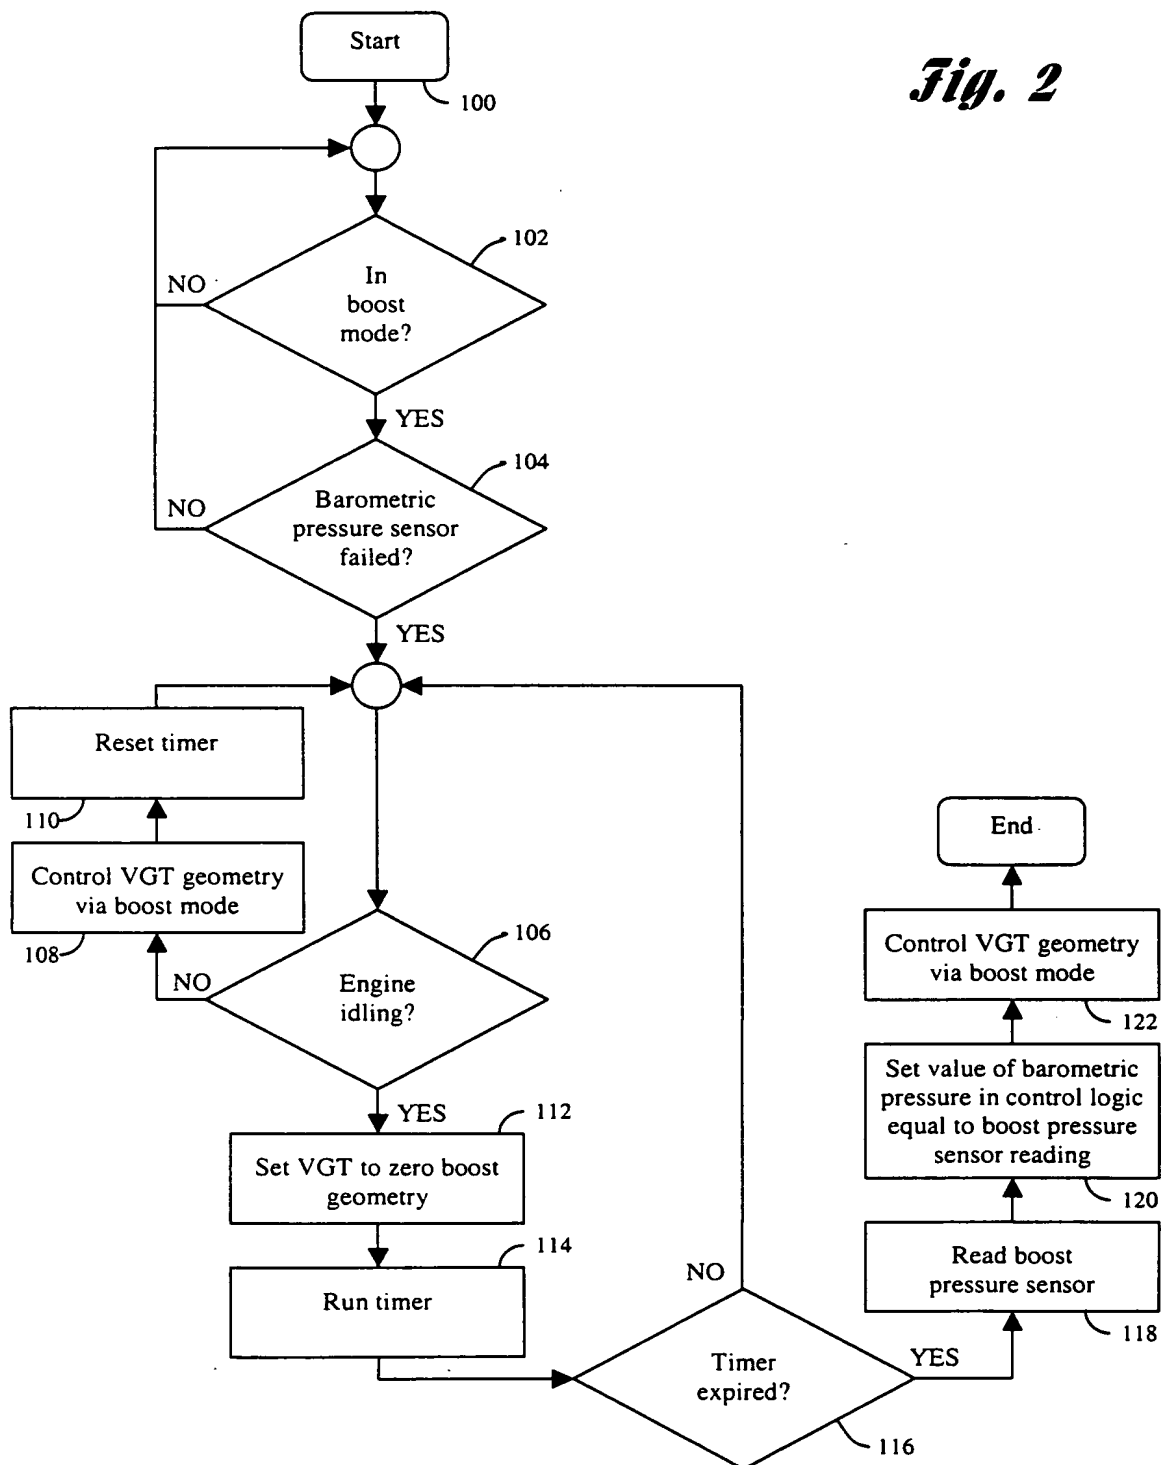 Start
100
Fig. 2
102
In
boost
mode?
NO
YES
104
Barometric
pressure sensor
failed?
NO
YES
Reset timer
110
Control VGT geometry
via boost mode
108
NO
106
Engine
idling?
YES
112
Set VGT to zero boost
geometry
114
Run timer
NO
Timer
expired?
116
YES
End
Control VGT geometry
via boost mode
122
Set value of barometric
pressure in control logic
equal to boost pressure
sensor reading
120
Read boost
pressure sensor
118